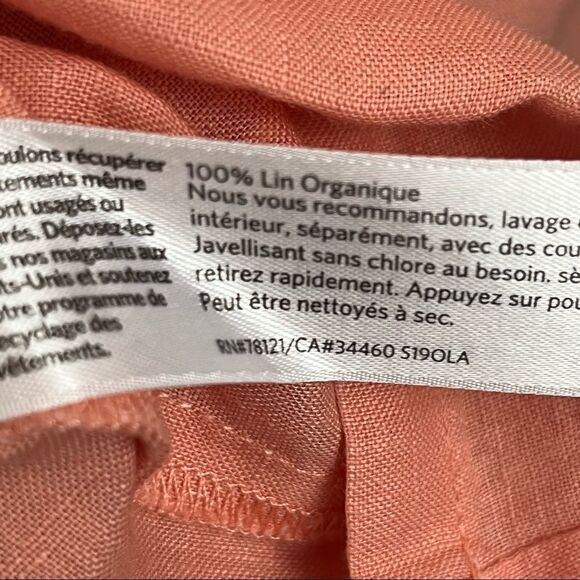 oulons récupérer
tements même
ont usagés ou
rés. Déposez-les
s nos magasins aux
ts-Unis et soutenez
otre programme de
ecyclage des
vêtements.
100% Lin Organique
Nous vous recommandons, lavage
intérieur, séparément, avec des cou
Javellisant sans chlore au besoin. sè
retirez rapidement. Appuyez sur pou
Peut être nettoyés à sec.
RN#78121/CA#34460 S19OLA